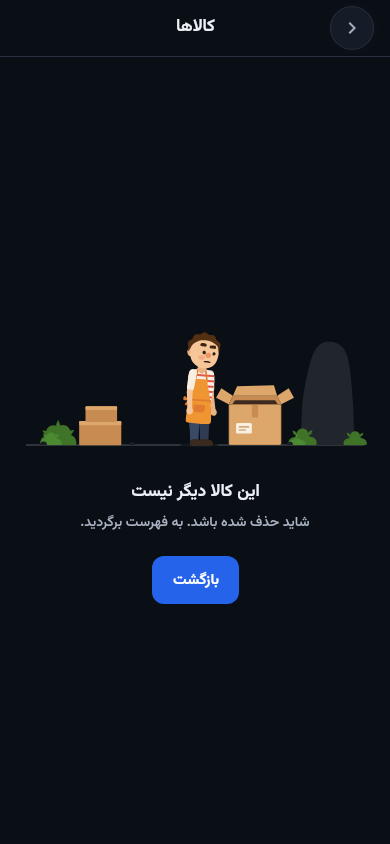 کالاها
این کالا دیگر نیست
شاید حذف شده باشد. به فهرست برگردید.
بازگشت